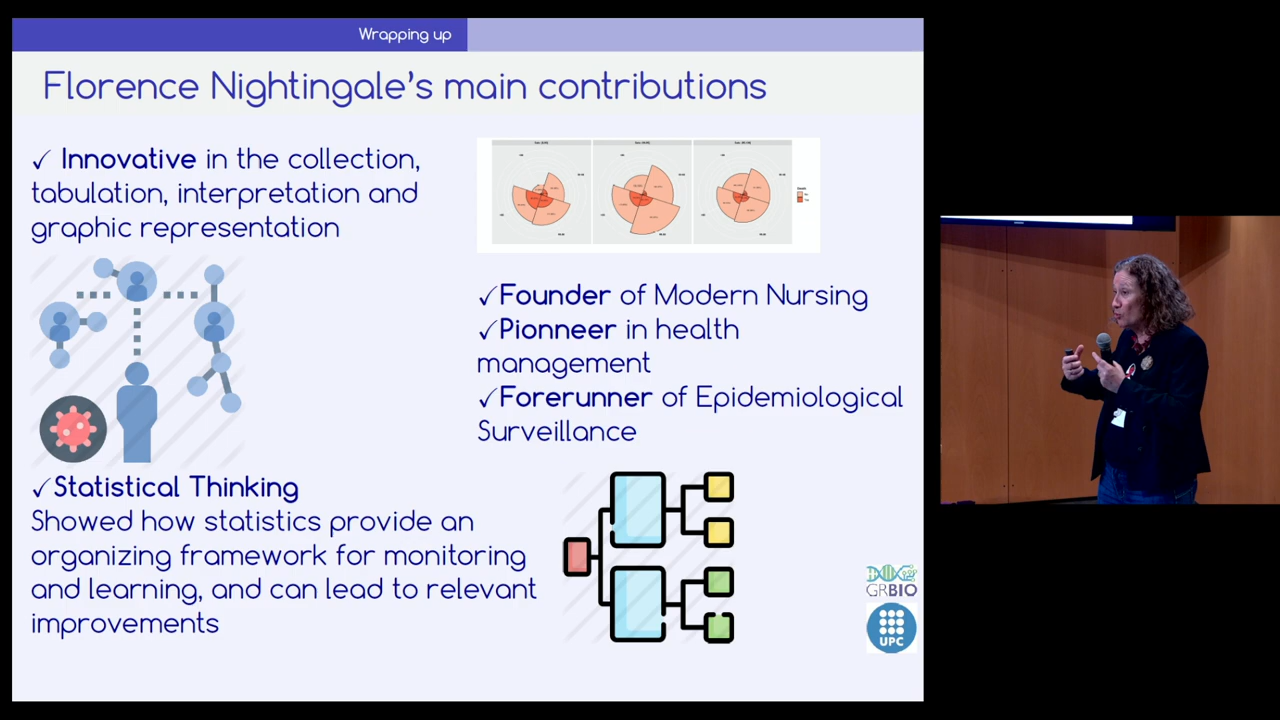 Wrapping up
Florence Nightingale's main contributions
✓ Innovative in the collection,
tabulation, interpretation and
graphic representation
✓Founder of Modern Nursing
✓Pionneer in health
management
✓Forerunner of Epidemiological
Surveillance
✓Statistical Thinking
Showed how statistics provide an
organizing framework for monitoring
and learning, and can lead to relevant
improvements
GRBIO
UPC